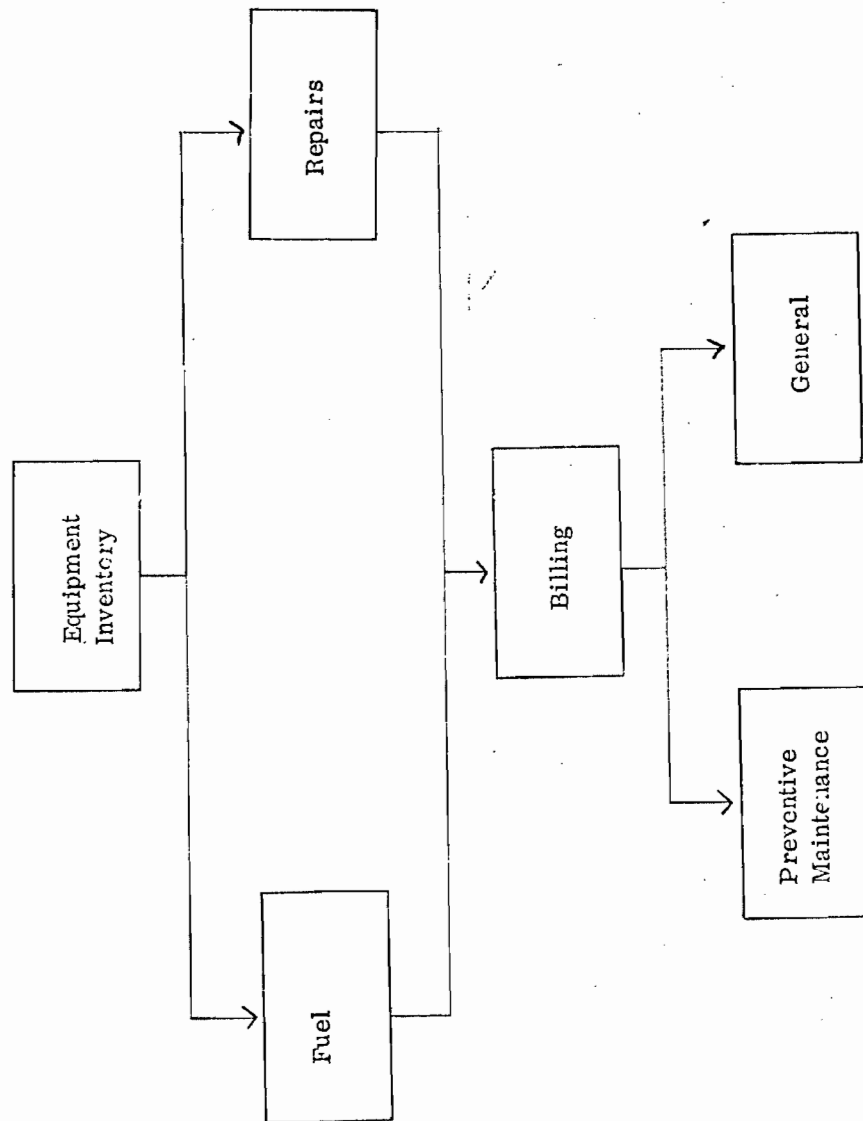 Equipment
Inventory
Fuel
Repairs
Billing
Preventive
Maintenance
General